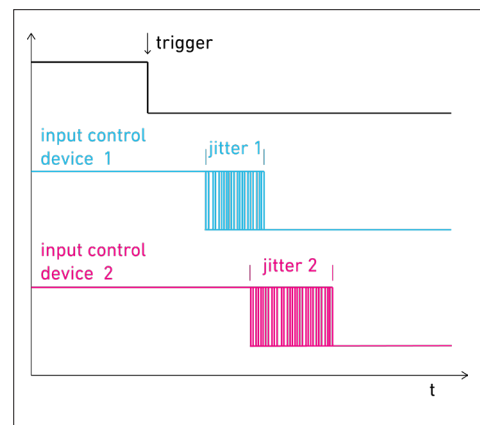 trigger
input control
device 1
jitter 1
input control
device 2
jitter 2
t